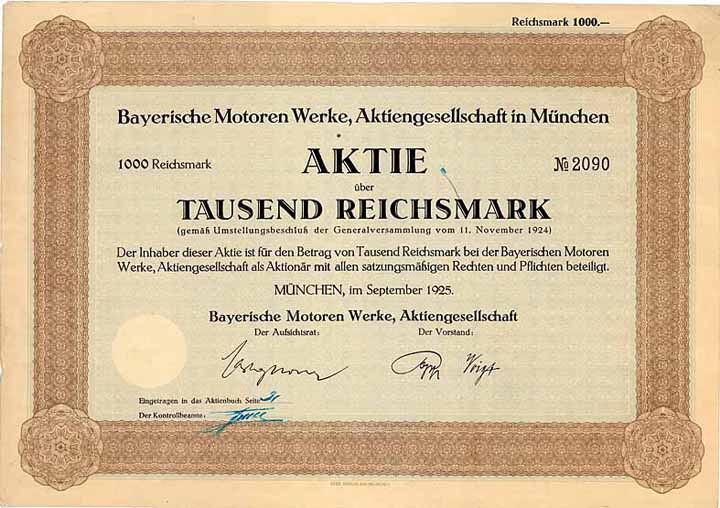 Reichsmark 1000.—
Bayerische Motoren Werke, Aktiengesellschaft in München
1000 Reichsmark
AKTIE
№ 2090
über
TAUSEND REICHSMARK
(gemäß Umstellungsbeschluß der Generalversammlung vom 11. November 1924)
Der Inhaber dieser Aktie ist für den Betrag von Tausend Reichsmark bei der Bayerischen Motoren
Werke, Aktiengesellschaft als Aktionär mit allen satzungsmäßigen Rechten und Pflichten beteiligt.
MÜNCHEN, im September 1925.
Bayerische Motoren Werke, Aktiengesellschaft
Der Aufsichtsrat:
Der Vorstand:
Popp Voigt
Eingetragen in das Aktienbuch Seite
Der Kontrollbeamte: